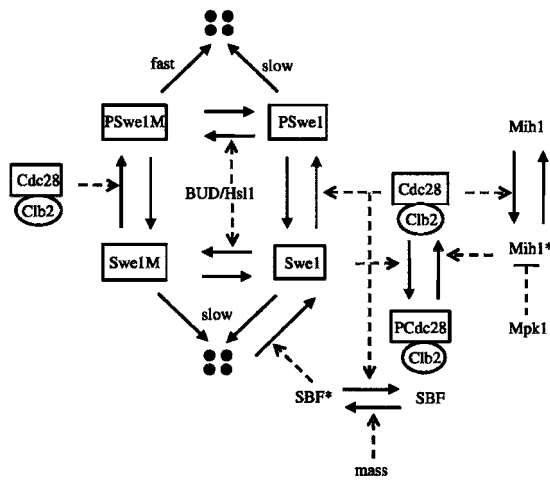 fast
slow
PSwe1M
PSwe1
Mih1
Cdc28
Clb2
BUD/Hsl1
Cdc28
Clb2
Swe1M
Swe1
Mih1*
slow
PCdc28
Clb2
Mpk1
SBF*
SBF
mass